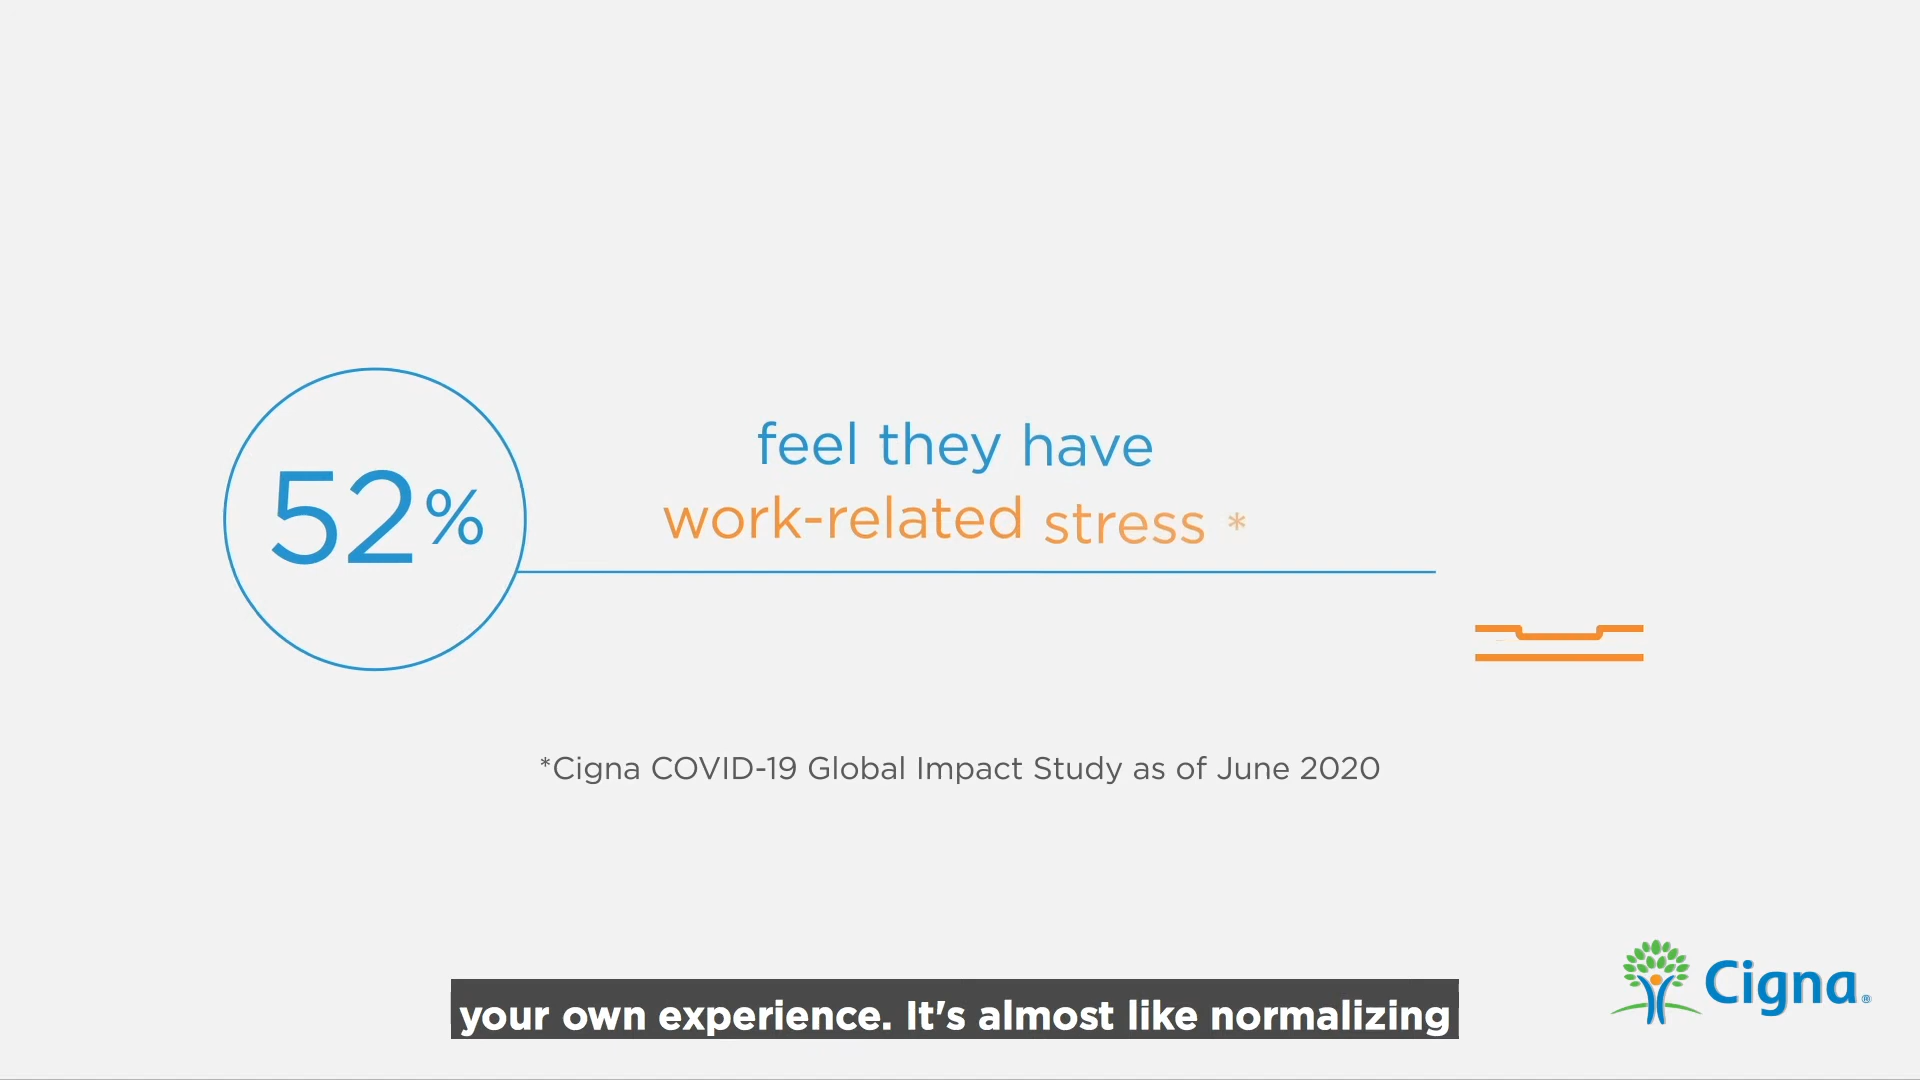 52%
feel they have
work-related stress *
*Cigna COVID-19 Global Impact Study as of June 2020
Cigna®
your own experience. It's almost like normalizing